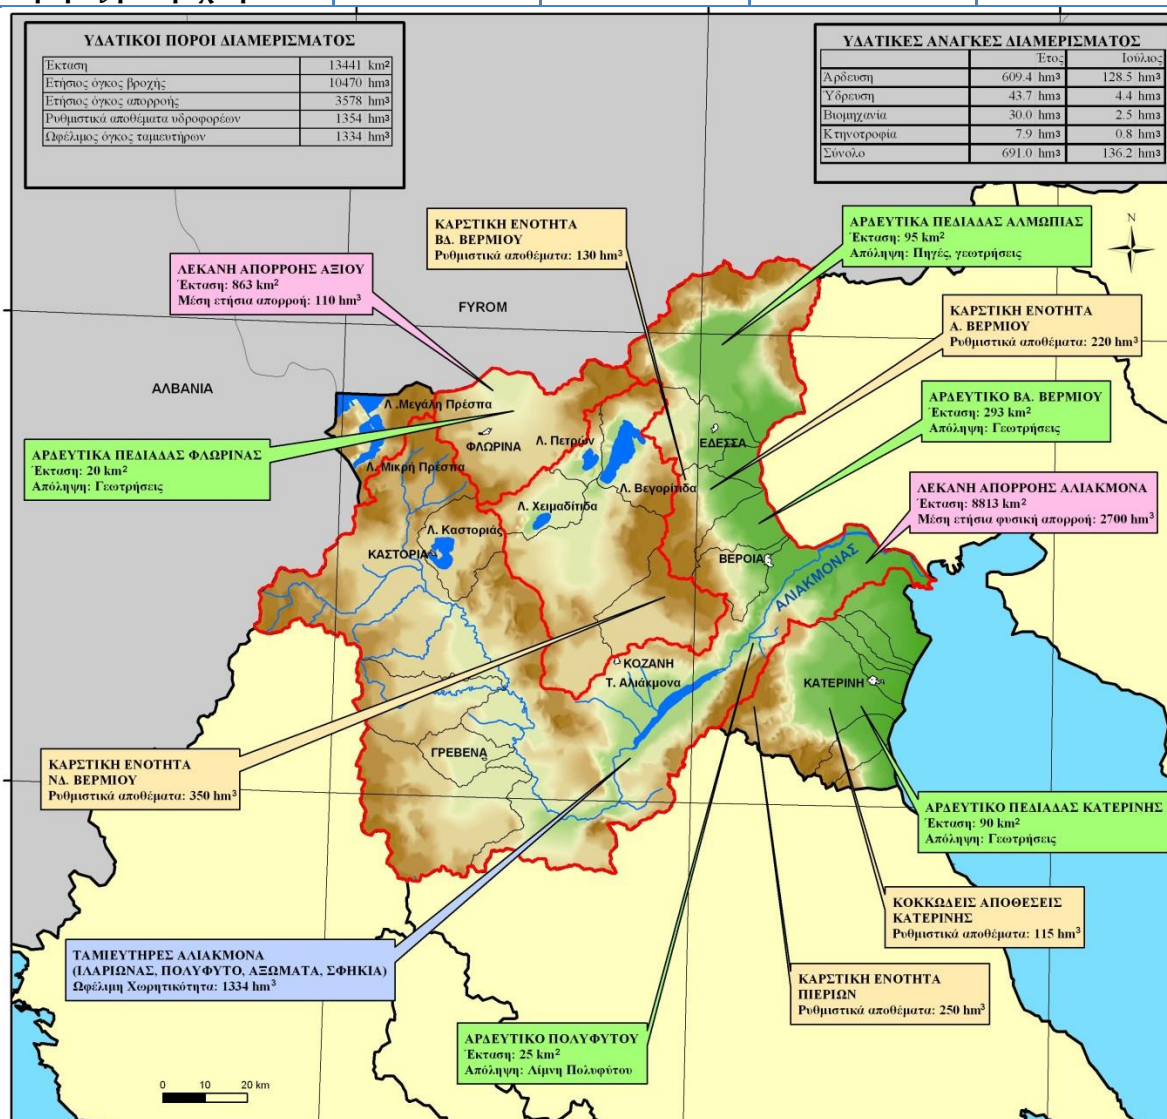 ΥΔΑΤΙΚΟΙ ΠΟΡΟΙ ΔΙΑΜΕΡΙΣΜΑΤΟΣ
Έκταση 13441 km²
Ετήσιος όγκος βροχής 10470 hm³
Ετήσιος όγκος απορροής 3578 hm³
Ρυθμιστικά αποθέματα υδροφορέων 1354 hm³
Ωφέλιμος όγκος ταμιευτήρων 1334 hm³
ΥΔΑΤΙΚΕΣ ΑΝΑΓΚΕΣ ΔΙΑΜΕΡΙΣΜΑΤΟΣ
Έτος Ιούλιος
Άρδευση 609.4 hm³ 128.5 hm³
Ύδρευση 43.7 hm³ 4.4 hm³
Βιομηχανία 30.0 hm³ 2.5 hm³
Κτηνοτροφία 7.9 hm³ 0.8 hm³
Σύνολο 691.0 hm³ 136.2 hm³
ΚΑΡΣΤΙΚΗ ΕΝΟΤΗΤΑ
ΒΔ. ΒΕΡΜΙΟΥ
Ρυθμιστικά αποθέματα: 130 hm³
ΑΡΔΕΥΤΙΚΑ ΠΕΔΙΑΔΑΣ ΑΛΜΩΠΙΑΣ
Έκταση: 95 km²
Απόληψη: Πηγές, γεωτρήσεις
N
ΛΕΚΑΝΗ ΑΠΟΡΡΟΗΣ ΑΞΙΟΥ
Έκταση: 863 km²
Μέση ετήσια απορροή: 110 hm³
FYROM
ΚΑΡΣΤΙΚΗ ΕΝΟΤΗΤΑ
Α. ΒΕΡΜΙΟΥ
Ρυθμιστικά αποθέματα: 220 hm³
ΑΛΒΑΝΙΑ
Λ .Μεγάλη Πρέσπα
ΑΡΔΕΥΤΙΚΟ ΒΑ. ΒΕΡΜΙΟΥ
Έκταση: 293 km²
Απόληψη: Γεωτρήσεις
ΦΛΩΡΙΝΑ
Λ. Πετρών
ΕΔΕΣΣΑ
ΑΡΔΕΥΤΙΚΑ ΠΕΔΙΑΔΑΣ ΦΛΩΡΙΝΑΣ
Έκταση: 20 km²
Απόληψη: Γεωτρήσεις
Λ. Μικρή Πρέσπα
Λ. Βεγορίτιδα
ΛΕΚΑΝΗ ΑΠΟΡΡΟΗΣ ΑΛΙΑΚΜΟΝΑ
Έκταση: 8813 km²
Μέση ετήσια φυσική απορροή: 2700 hm³
Λ. Χειμαδίτιδα
Λ. Καστοριάς
ΚΑΣΤΟΡΙΑ
ΒΕΡΟΙΑ
ΑΛΙΑΚΜΟΝΑΣ
ΚΟΖΑΝΗ
Τ. Αλιάκμονα
ΚΑΤΕΡΙΝΗ
ΓΡΕΒΕΝΑ
ΚΑΡΣΤΙΚΗ ΕΝΟΤΗΤΑ
ΝΔ. ΒΕΡΜΙΟΥ
Ρυθμιστικά αποθέματα: 350 hm³
ΑΡΔΕΥΤΙΚΟ ΠΕΔΙΑΔΑΣ ΚΑΤΕΡΙΝΗΣ
Έκταση: 90 km²
Απόληψη: Γεωτρήσεις
ΚΟΚΚΩΔΕΙΣ ΑΠΟΘΕΣΕΙΣ
ΚΑΤΕΡΙΝΗΣ
Ρυθμιστικά αποθέματα: 115 hm³
ΤΑΜΙΕΥΤΗΡΕΣ ΑΛΙΑΚΜΟΝΑ
(ΙΛΑΡΙΩΝΑΣ, ΠΟΛΥΦΥΤΟ, ΑΞΩΜΑΤΑ, ΣΦΗΚΙΑ)
Ωφέλιμη Χωρητικότητα: 1334 hm³
ΚΑΡΣΤΙΚΗ ΕΝΟΤΗΤΑ
ΠΙΕΡΙΩΝ
Ρυθμιστικά αποθέματα: 250 hm³
ΑΡΔΕΥΤΙΚΟ ΠΟΛΥΦΥΤΟΥ
Έκταση: 25 km²
Απόληψη: Λίμνη Πολυφύτου
0 10 20 km